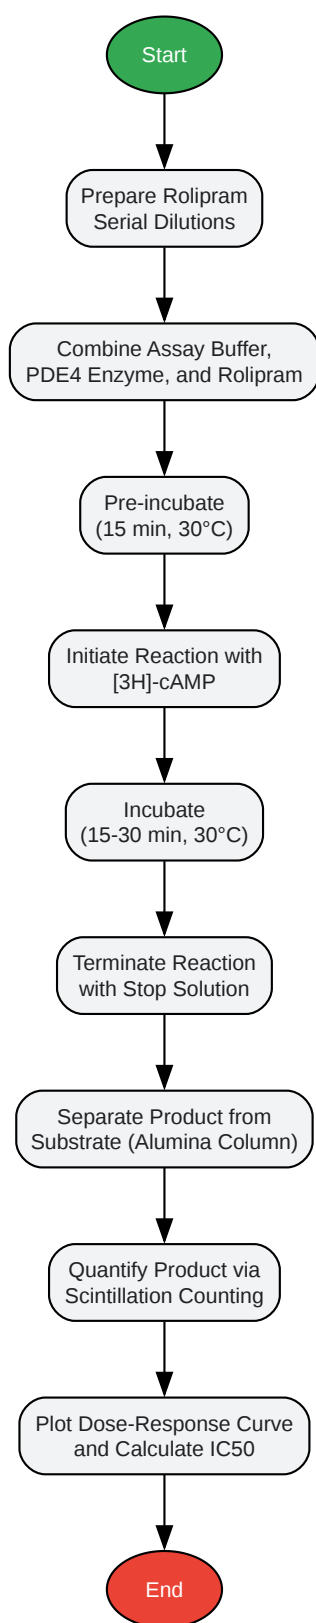 Start
Prepare Rolipram
Serial Dilutions
Combine Assay Buffer,
PDE4 Enzyme, and Rolipram
Pre-incubate
(15 min, 30°C)
Initiate Reaction with
[3H]-cAMP
Incubate
(15-30 min, 30°C)
Terminate Reaction
with Stop Solution
Separate Product from
Substrate (Alumina Column)
Quantify Product via
Scintillation Counting
Plot Dose-Response Curve
and Calculate IC50
End